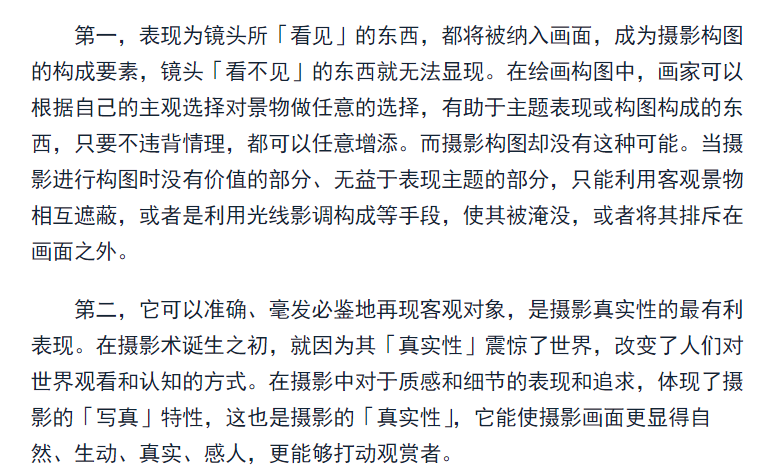 第一，表现为镜头所「看见」的东西，都将被纳入画面，成为摄影构图
的构成要素，镜头「看不见」的东西就无法显现。在绘画构图中，画家可以
根据自己的主观选择对景物做任意的选择，有助于主题表现或构图构成的东
西，只要不违背情理，都可以任意增添。而摄影构图却没有这种可能。当摄
影进行构图时没有价值的部分、无益于表现主题的部分，只能利用客观景物
相互遮蔽，或者是利用光线影调构成等手段，使其被淹没，或者将其排斥在
画面之外。
第二，它可以准确、毫发必鉴地再现客观对象，是摄影真实性的最有利
表现。在摄影术诞生之初，就因为其「真实性」震惊了世界，改变了人们对
世界观看和认知的方式。在摄影中对于质感和细节的表现和追求，体现了摄
影的「写真」特性，这也是摄影的「真实性」，它能使摄影画面更显得自
然、生动、真实、感人，更能够打动观赏者。